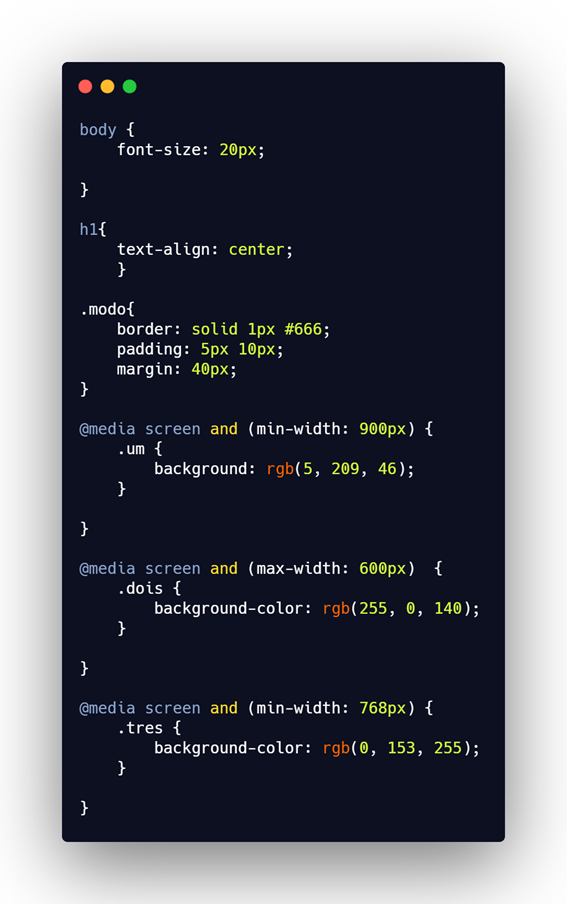 body {
    font-size: 20px;

}

h1{
    text-align: center;
    }

.modo{
    border: solid 1px #666;
    padding: 5px 10px;
    margin: 40px;
}

@media screen and (min-width: 900px) {
    .um {
        background: rgb(5, 209, 46);
    }

}

@media screen and (max-width: 600px)  {
    .dois {
        background-color: rgb(255, 0, 140);
    }

}

@media screen and (min-width: 768px) {
    .tres {
        background-color: rgb(0, 153, 255);
    }

}